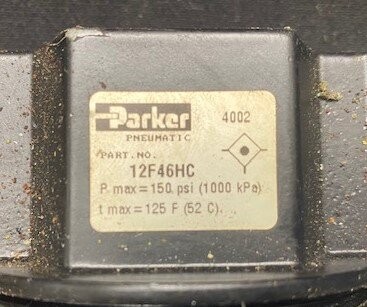 Parker 4002
PNEUMATIC
PART. NO.
12F46HC
P. max = 150 psi (1000 kPa)
t max = 125 F (52 C).